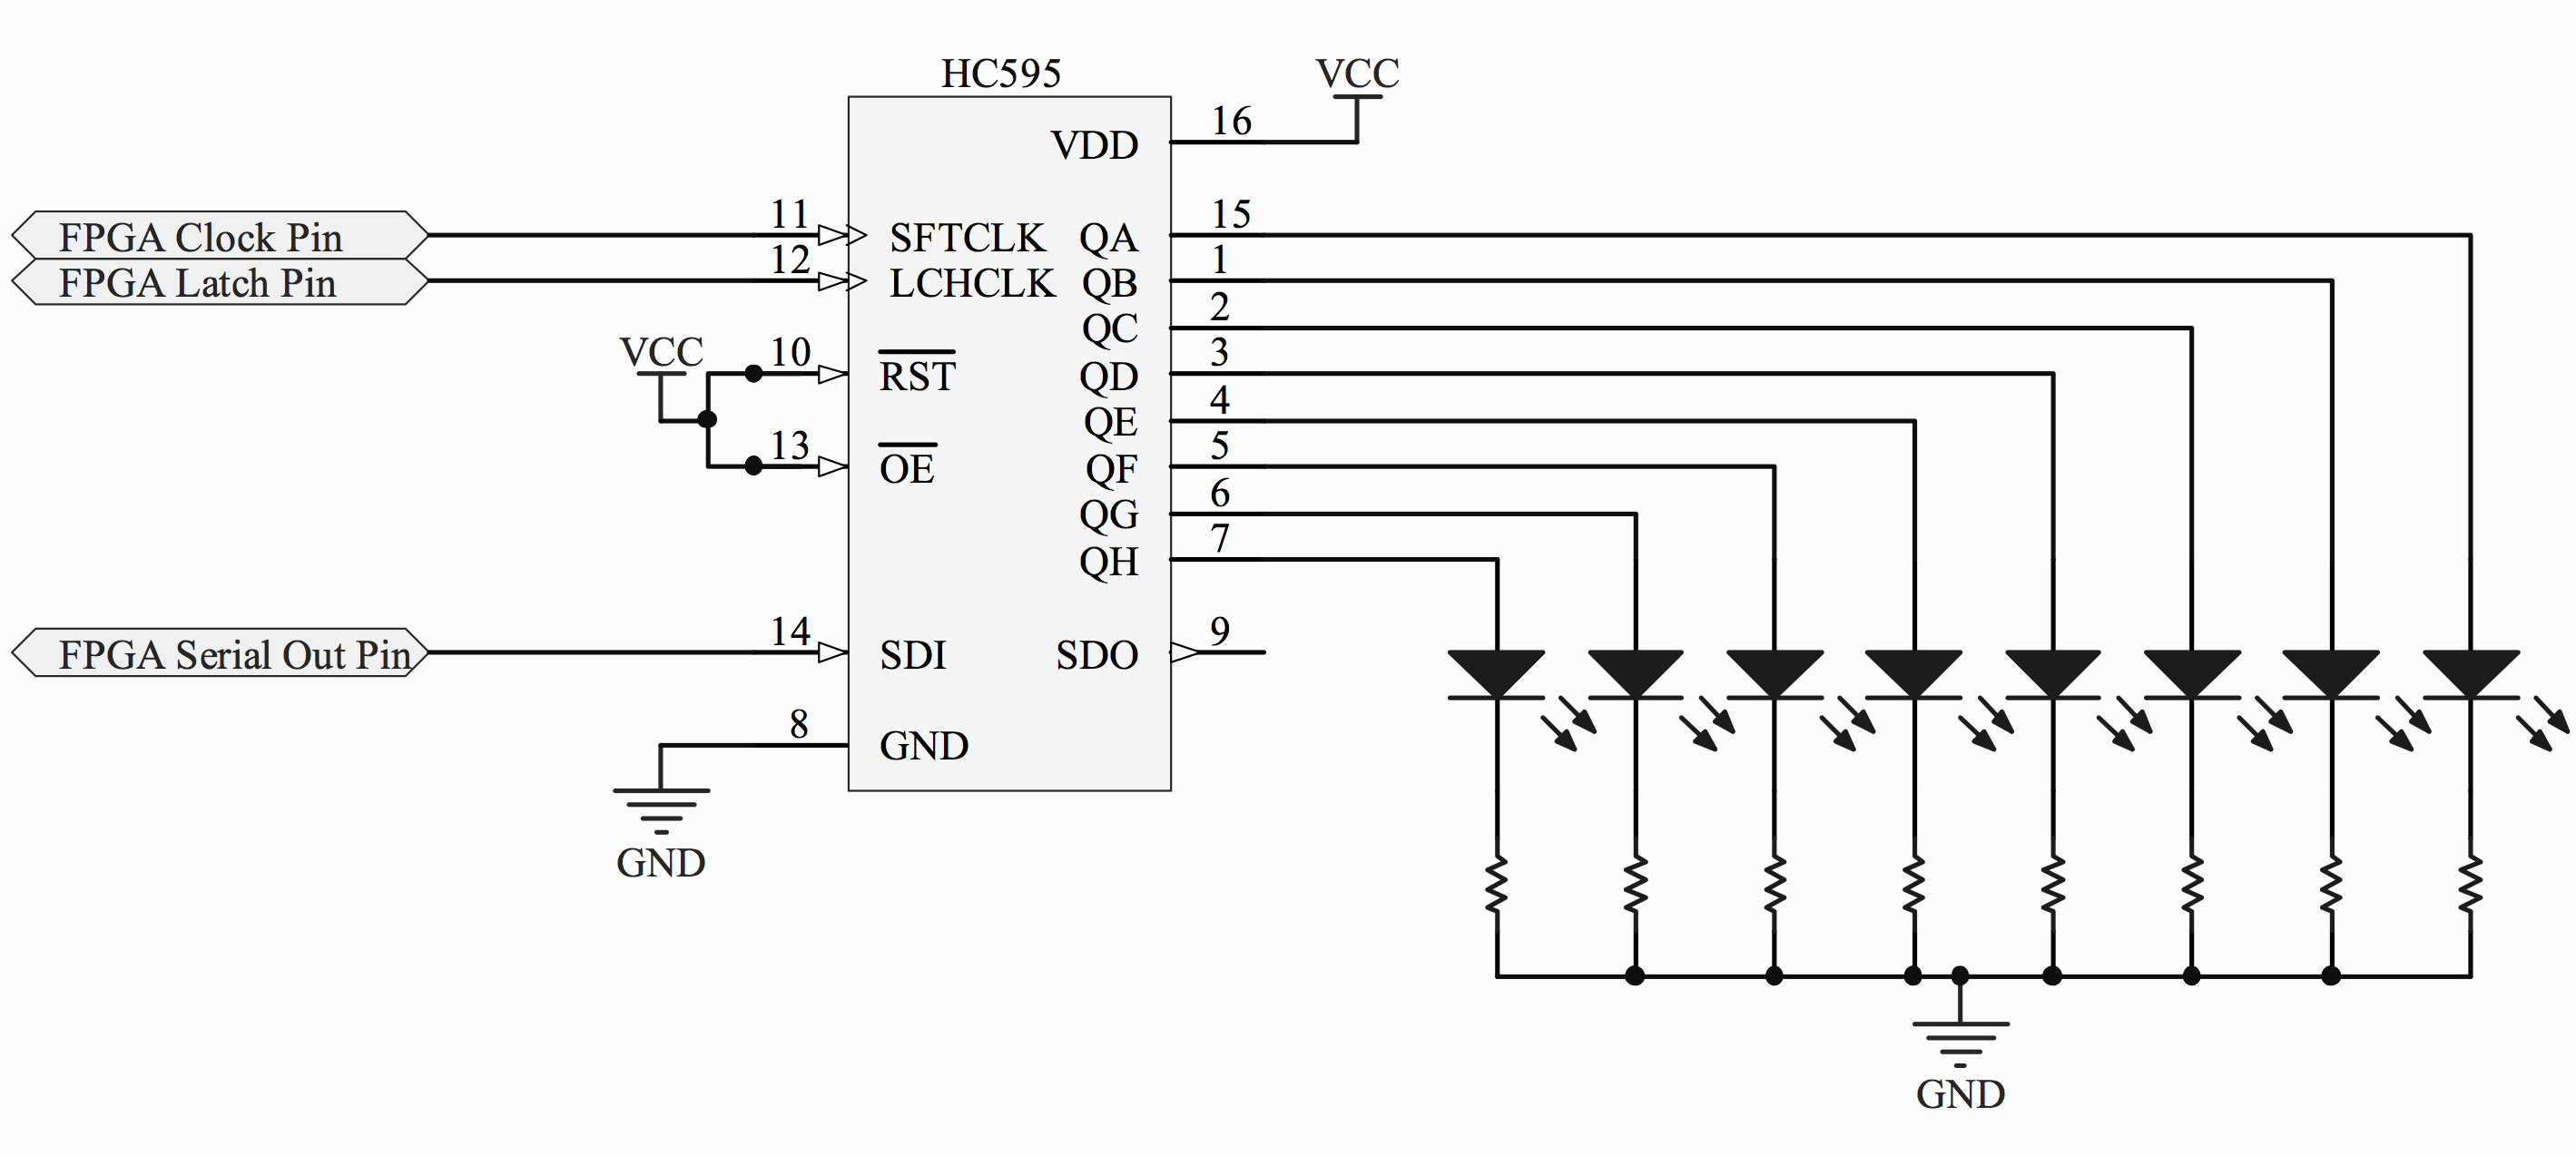 HC595
VCC
VDD 16
FPGA Clock Pin 11 SFTCLK QA 15
FPGA Latch Pin 12 LCHCLK QB 1
QC 2
VCC 10 RST QD 3
QE 4
13 OE QF 5
QG 6
QH 7
FPGA Serial Out Pin 14 SDI SDO 9
8 GND
GND
GND